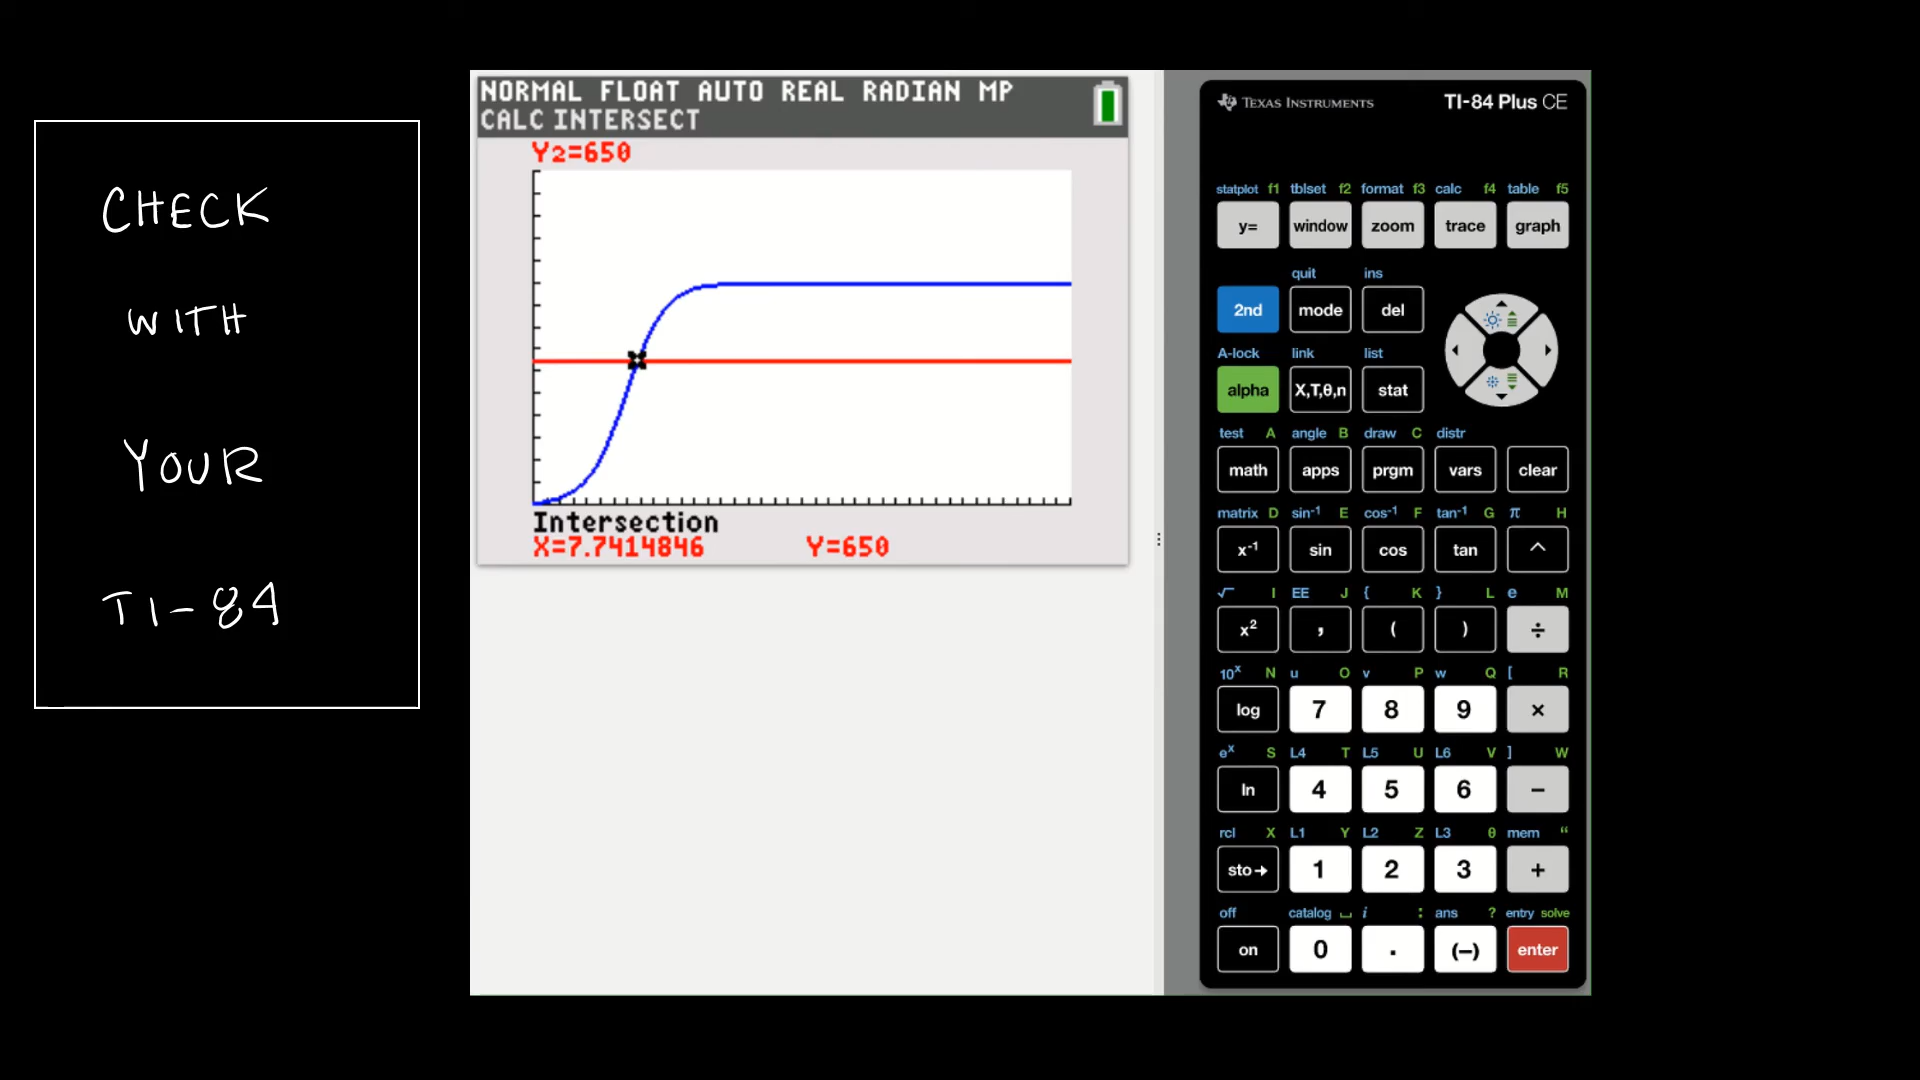 CHECK
WITH
YOUR
TI-84
NORMAL FLOAT AUTO REAL RADIAN MP
CALC INTERSECT
Y2=650
Intersection
X=7.7414846 Y=650
TEXAS INSTRUMENTS TI-84 Plus CE
statplot f1 tblset f2 format f3 calc f4 table f5
y= window zoom trace graph
quit ins
2nd mode del
A-lock link list
alpha X,T,θ,n stat
test A angle B draw C distr
math apps prgm vars clear
matrix D sin⁻¹ E cos⁻¹ F tan⁻¹ G π H
x⁻¹ sin cos tan ^
√ I EE J { K } L e M
x² , ( ) ÷
10ˣ N u O v P w Q [ R
log 7 8 9 ×
eˣ S L4 T L5 U L6 V ] W
ln 4 5 6 −
rcl X L1 Y L2 Z L3 θ mem “
sto→ 1 2 3 +
off catalog ⎵ i : ans ? entry solve
on 0 . (−) enter